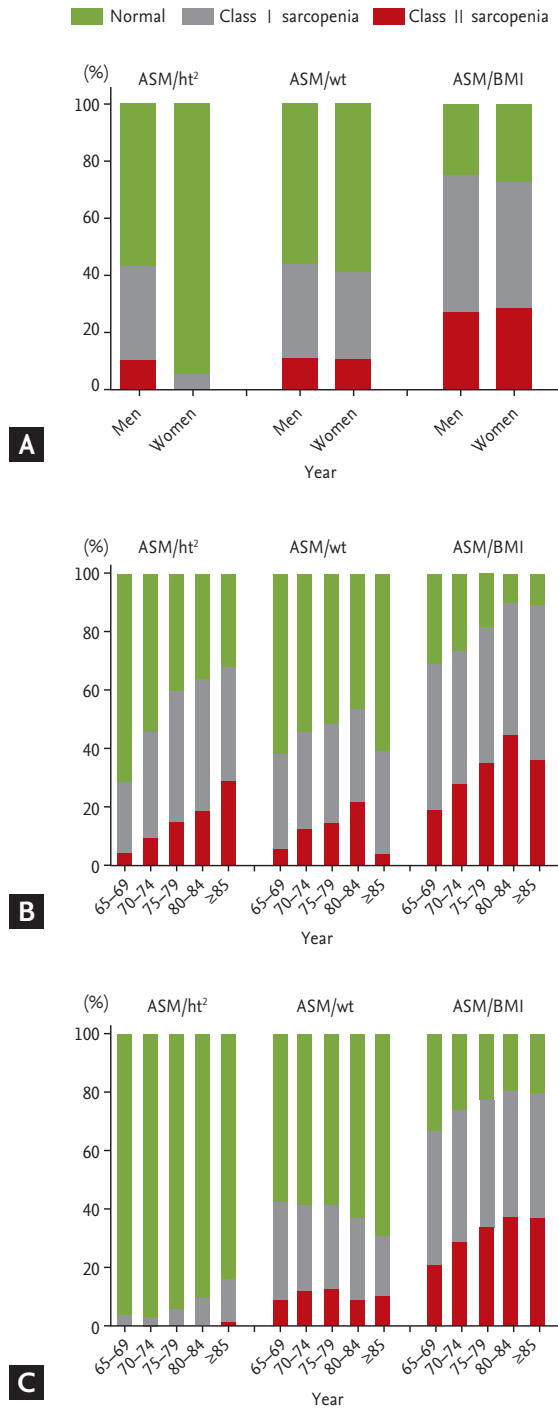 Normal Class I sarcopenia Class II sarcopenia
(%) ASM/ht² ASM/wt ASM/BMI
100
80
60
40
20
0
Men Women Men Women Men Women
A
Year
(%) ASM/ht² ASM/wt ASM/BMI
100
80
60
40
20
0
65–69 70–74 75–79 80–84 ≥85 65–69 70–74 75–79 80–84 ≥85 65–69 70–74 75–79 80–84 ≥85
B
Year
(%) ASM/ht² ASM/wt ASM/BMI
100
80
60
40
20
0
65–69 70–74 75–79 80–84 ≥85 65–69 70–74 75–79 80–84 ≥85 65–69 70–74 75–79 80–84 ≥85
C
Year